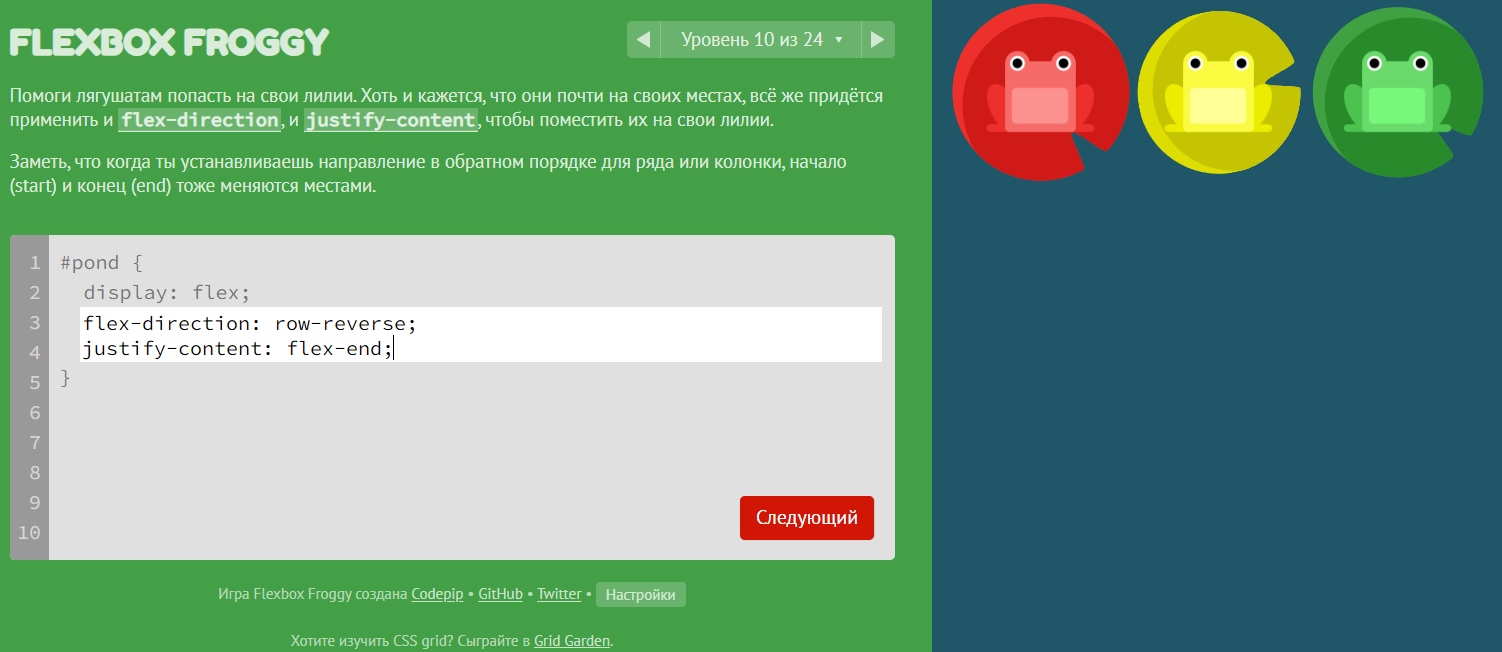 FLEXBOX FROGGY
Уровень 10 из 24
Помоги лягушатам попасть на свои лилии. Хоть и кажется, что они почти на своих местах, всё же придётся
применить и flex-direction, и justify-content, чтобы поместить их на свои лилии.
Заметь, что когда ты устанавливаешь направление в обратном порядке для ряда или колонки, начало
(start) и конец (end) тоже меняются местами.
1 #pond {
2 display: flex;
3 flex-direction: row-reverse;
4 justify-content: flex-end;
5 }
6
7
8
9
10
Следующий
Игра Flexbox Froggy создана Codepip • GitHub • Twitter • Настройки
Хотите изучить CSS grid? Сыграйте в Grid Garden.